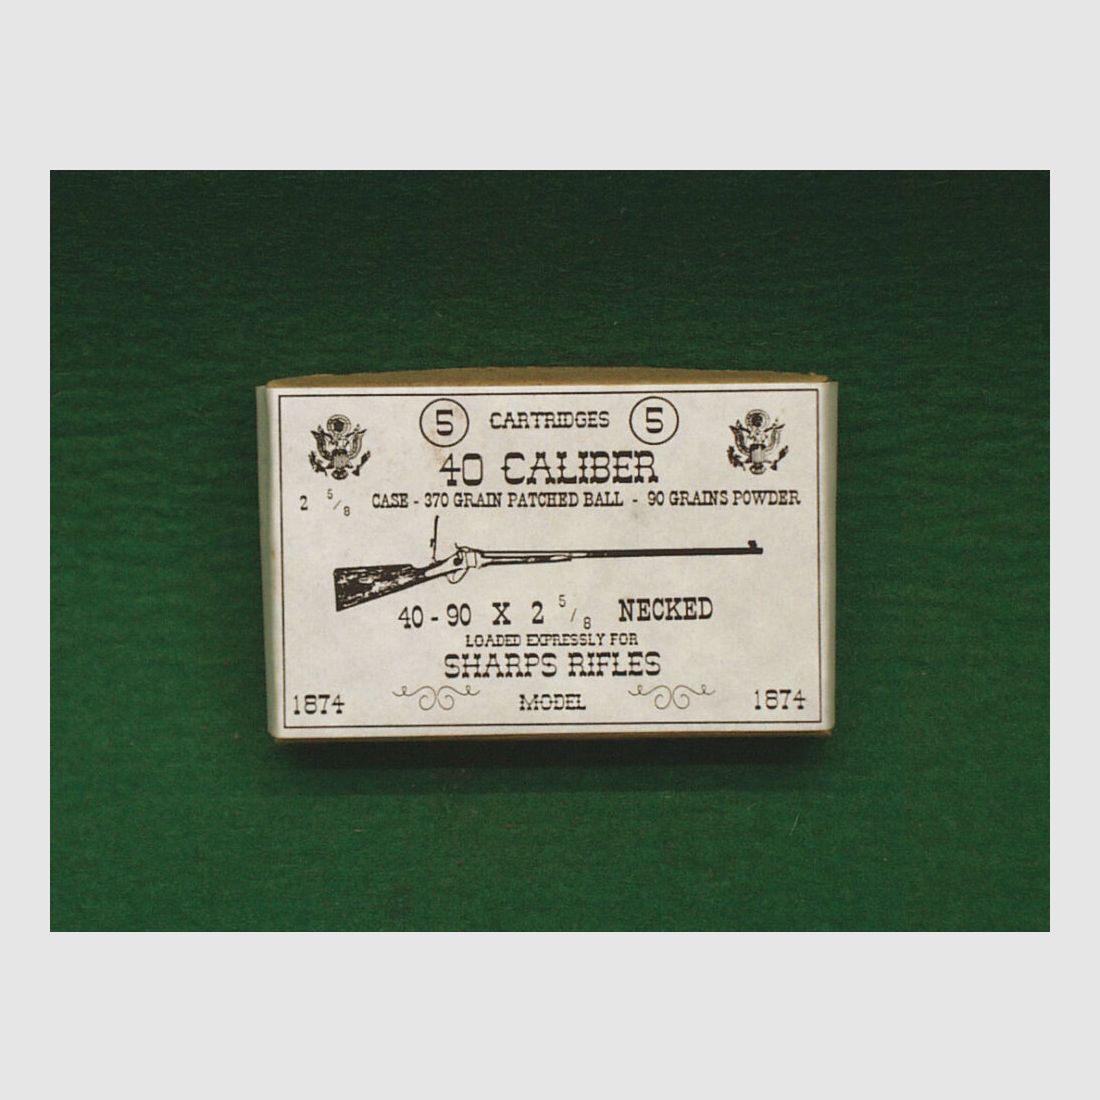 5 CARTRIDGES 5
40 CALIBER
2 5/8 CASE - 370 GRAIN PATCHED BALL - 90 GRAINS POWDER
40 - 90 X 2 5/8 NECKED
LOADED EXPRESSLY FOR
SHARPS RIFLES
1874 MODEL 1874